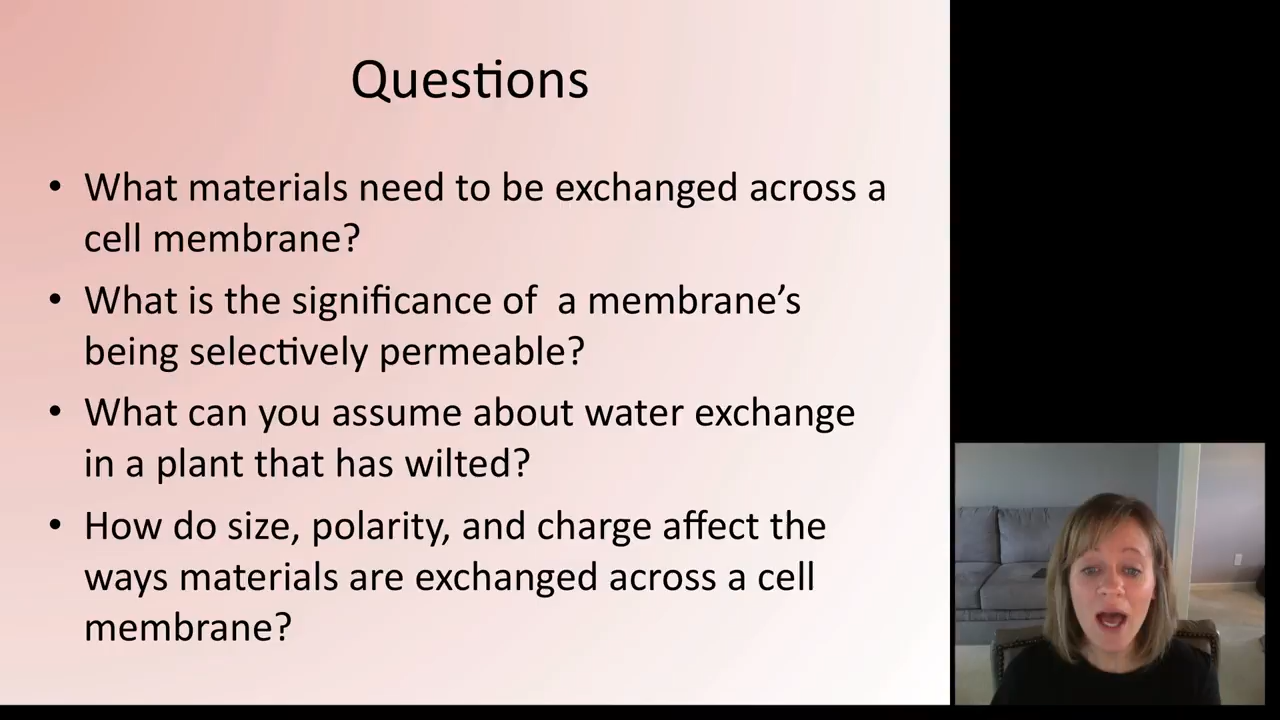 Questions
• What materials need to be exchanged across a
cell membrane?
• What is the significance of  a membrane’s
being selectively permeable?
• What can you assume about water exchange
in a plant that has wilted?
• How do size, polarity, and charge affect the
ways materials are exchanged across a cell
membrane?